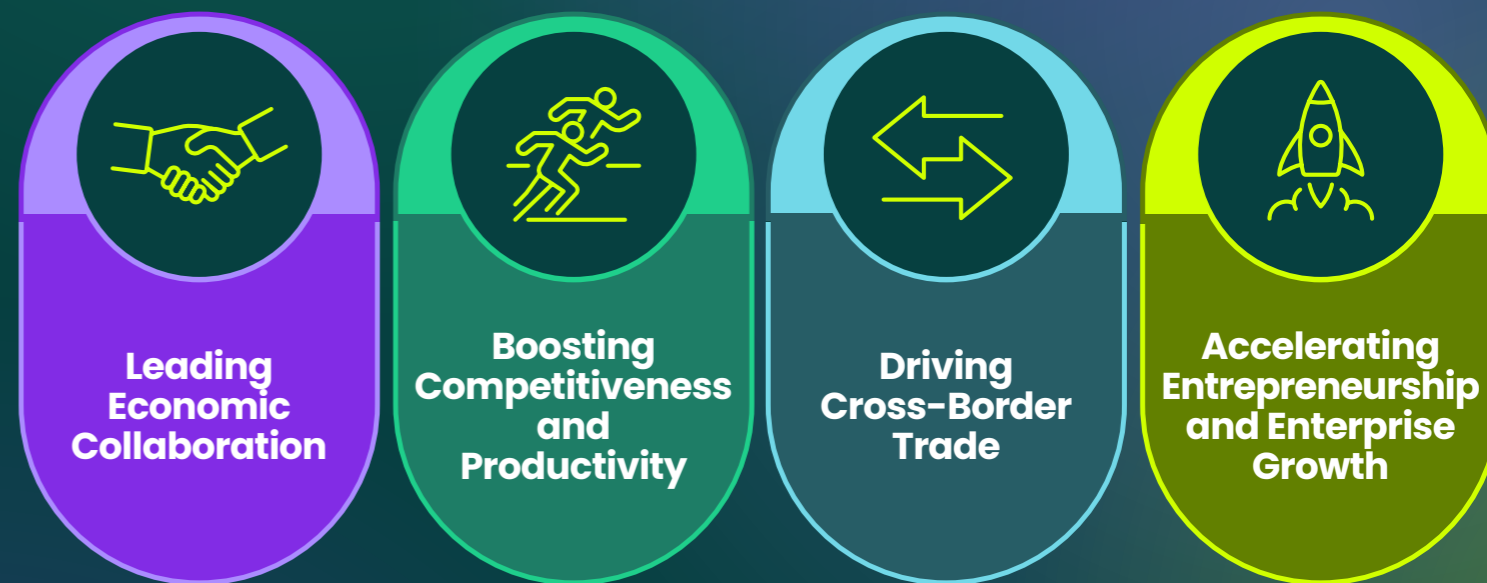 Leading
Economic
Collaboration
Boosting
Competitiveness
and
Productivity
Driving
Cross-Border
Trade
Accelerating
Entrepreneurship
and Enterprise
Growth